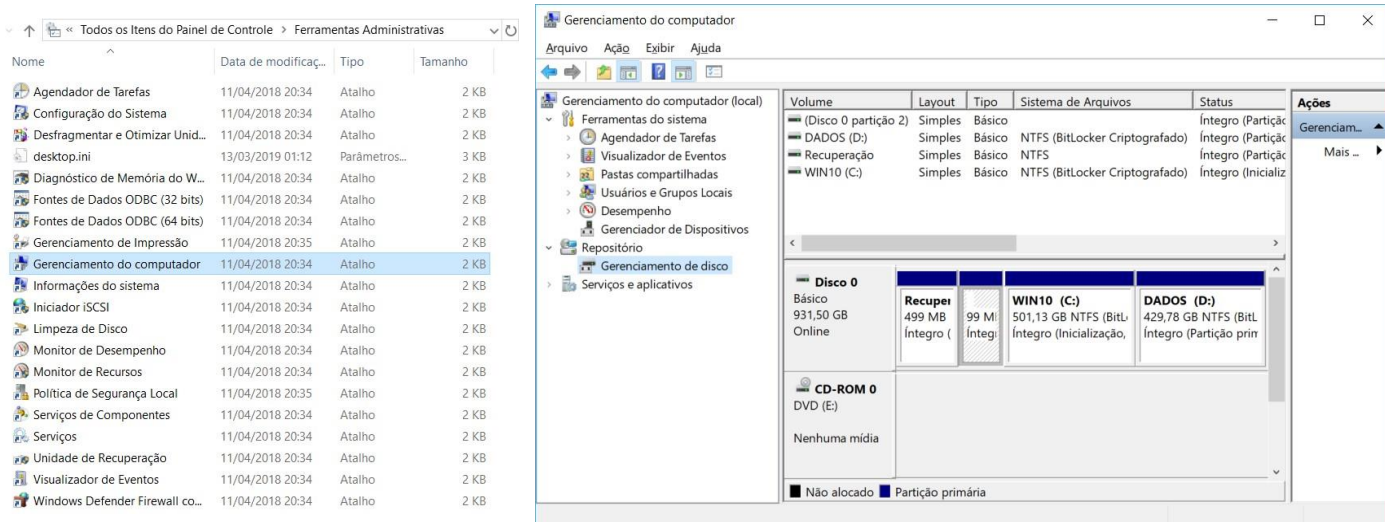 « Todos os Itens do Painel de Controle > Ferramentas Administrativas
Nome Data de modificaç... Tipo Tamanho
Agendador de Tarefas 11/04/2018 20:34 Atalho 2 KB
Configuração do Sistema 11/04/2018 20:34 Atalho 2 KB
Desfragmentar e Otimizar Unid... 11/04/2018 20:34 Atalho 2 KB
desktop.ini 13/03/2019 01:12 Parâmetros... 3 KB
Diagnóstico de Memória do W... 11/04/2018 20:34 Atalho 2 KB
Fontes de Dados ODBC (32 bits) 11/04/2018 20:34 Atalho 2 KB
Fontes de Dados ODBC (64 bits) 11/04/2018 20:34 Atalho 2 KB
Gerenciamento de Impressão 11/04/2018 20:35 Atalho 2 KB
Gerenciamento do computador 11/04/2018 20:34 Atalho 2 KB
Informações do sistema 11/04/2018 20:34 Atalho 2 KB
Iniciador iSCSI 11/04/2018 20:34 Atalho 2 KB
Limpeza de Disco 11/04/2018 20:34 Atalho 2 KB
Monitor de Desempenho 11/04/2018 20:34 Atalho 2 KB
Monitor de Recursos 11/04/2018 20:34 Atalho 2 KB
Política de Segurança Local 11/04/2018 20:35 Atalho 2 KB
Serviços de Componentes 11/04/2018 20:34 Atalho 2 KB
Serviços 11/04/2018 20:34 Atalho 2 KB
Unidade de Recuperação 11/04/2018 20:34 Atalho 2 KB
Visualizador de Eventos 11/04/2018 20:34 Atalho 2 KB
Windows Defender Firewall co... 11/04/2018 20:34 Atalho 2 KB
Gerenciamento do computador
Arquivo Ação Exibir Ajuda
Gerenciamento do computador (local)
Ferramentas do sistema
Agendador de Tarefas
Visualizador de Eventos
Pastas compartilhadas
Usuários e Grupos Locais
Desempenho
Gerenciador de Dispositivos
Repositório
Gerenciamento de disco
Serviços e aplicativos
Volume Layout Tipo Sistema de Arquivos Status
(Disco 0 partição 2) Simples Básico Íntegro (Partiçã
DADOS (D:) Simples Básico NTFS (BitLocker Criptografado) Íntegro (Partiçã
Recuperação Simples Básico NTFS Íntegro (Partiçã
WIN10 (C:) Simples Básico NTFS (BitLocker Criptografado) Íntegro (Inicializ
Disco 0
Básico
931,50 GB
Online
Recuper
499 MB
Íntegro (
99 M
Íntegr
WIN10 (C:)
501,13 GB NTFS (BitL
Íntegro (Inicialização,
DADOS (D:)
429,78 GB NTFS (BitL
Íntegro (Partição prin
CD-ROM 0
DVD (E:)
Nenhuma mídia
Não alocado Partição primária
Ações
Gerenciam...
Mais ...